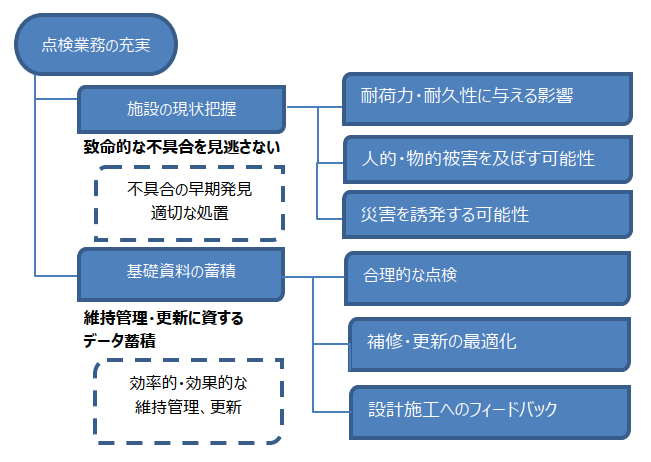 点検業務の充実
施設の現状把握
致命的な不具合を見逃さない
不具合の早期発見
適切な処置
耐荷力・耐久性に与える影響
人的・物的被害を及ぼす可能性
災害を誘発する可能性
基礎資料の蓄積
維持管理・更新に資する
データ蓄積
効率的・効果的な
維持管理、更新
合理的な点検
補修・更新の最適化
設計施工へのフィードバック